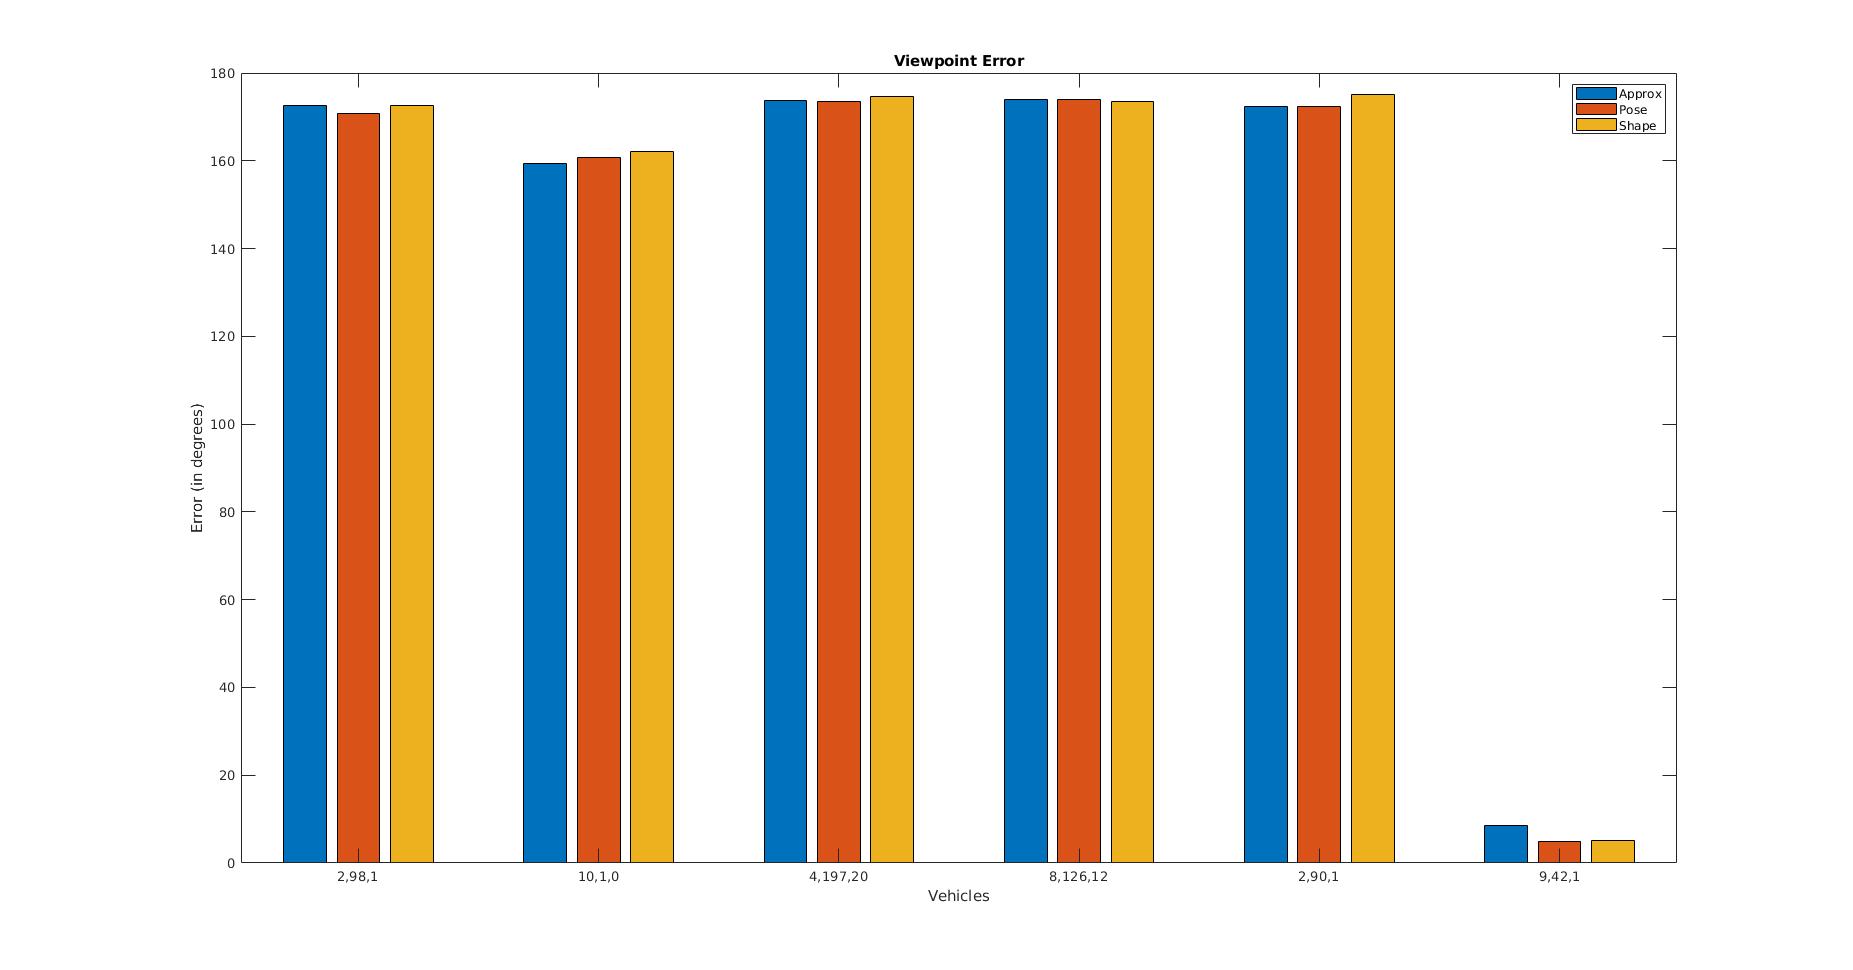 Viewpoint Error
180
160
140
120
100
80
60
40
20
0
Error (in degrees)
Approx
Pose
Shape
2,98,1
10,1,0
4,197,20
8,126,12
2,90,1
9,42,1
Vehicles